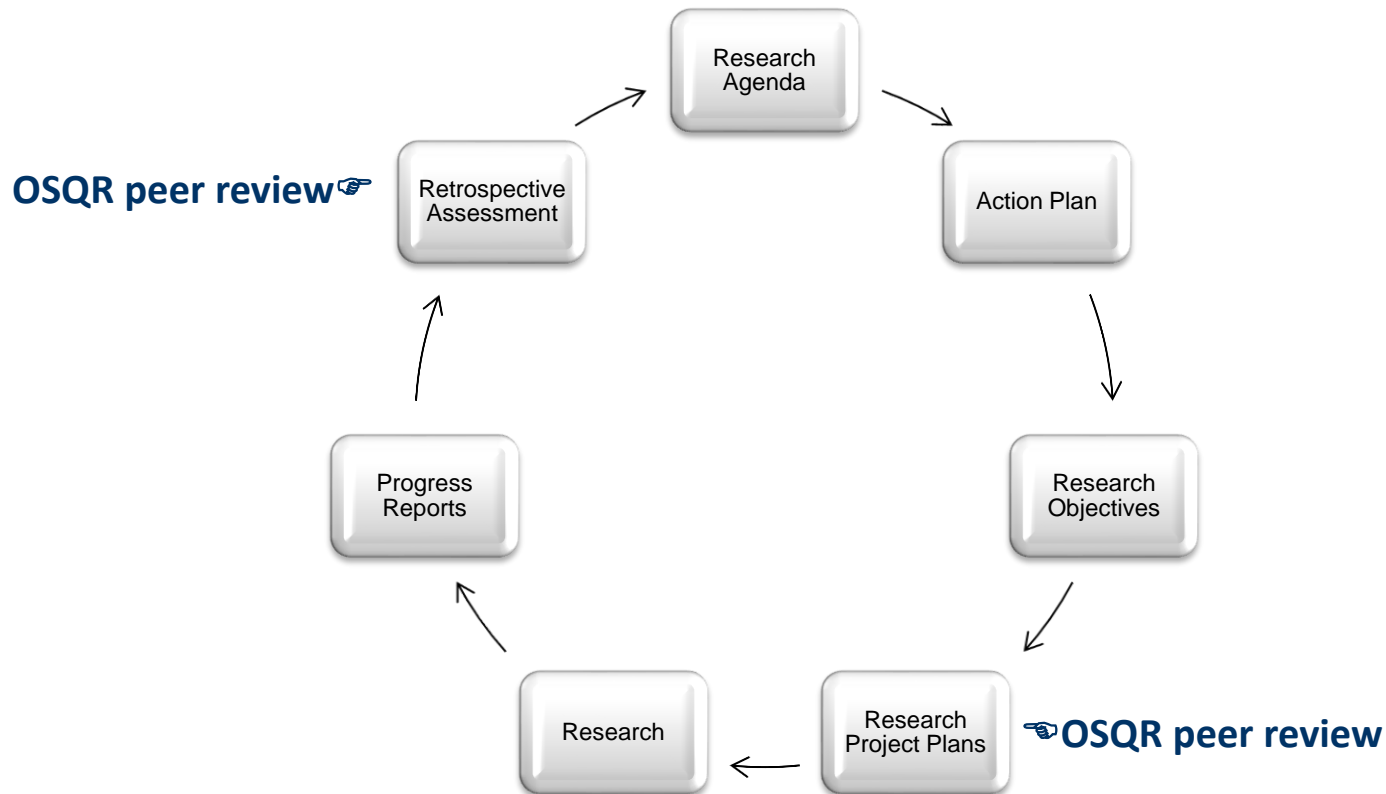 Research
Agenda
OSQR peer review☞
Retrospective
Assessment
Action Plan
Progress
Reports
Research
Objectives
Research
Research
Project Plans
☜OSQR peer review